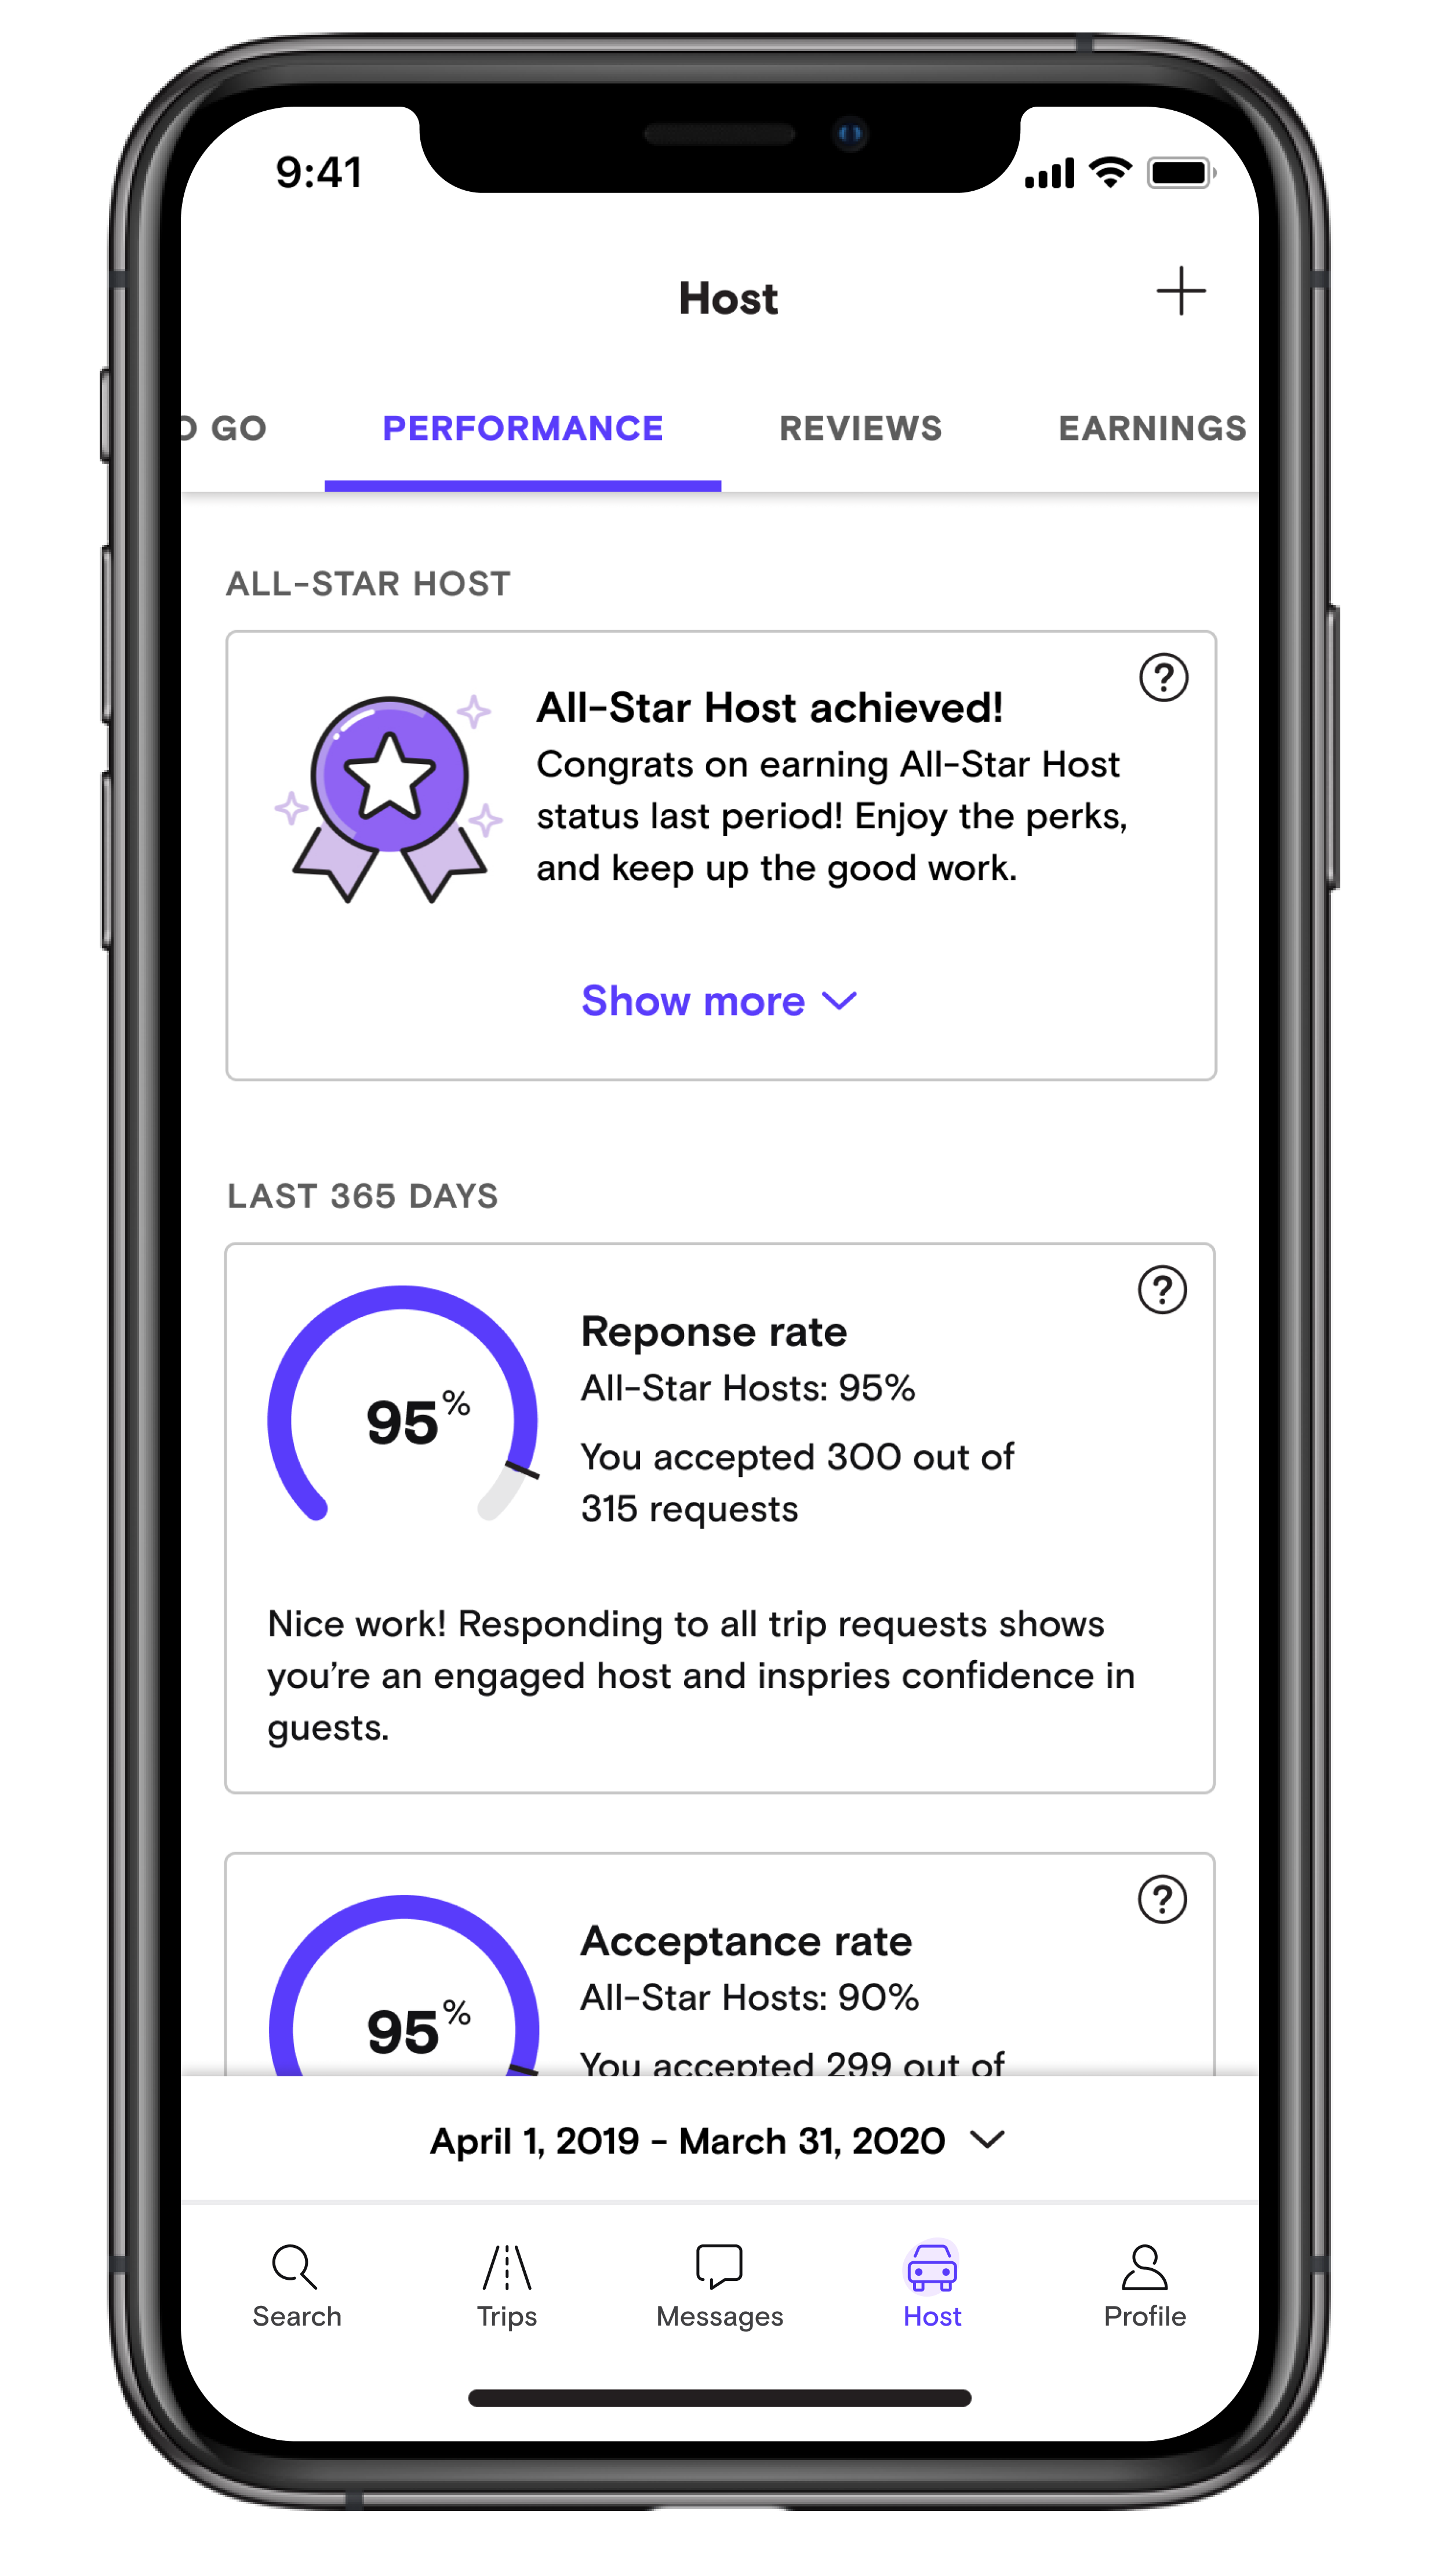 9:41
Host
O GO
PERFORMANCE
REVIEWS
EARNINGS
ALL-STAR HOST
?
All-Star Host achieved!
Congrats on earning All-Star Host
status last period! Enjoy the perks,
and keep up the good work.
Show more
LAST 365 DAYS
?
95%
Reponse rate
All-Star Hosts: 95%
You accepted 300 out of
315 requests
Nice work! Responding to all trip requests shows
you’re an engaged host and inspries confidence in
guests.
?
95%
Acceptance rate
All-Star Hosts: 90%
You accepted 299 out of
April 1, 2019 - March 31, 2020
Search
Trips
Messages
Host
Profile